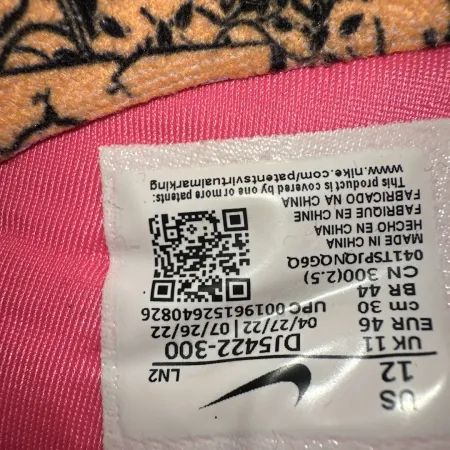 US
12
LN2
UK 11
DJ5422-300
EUR 46
04/27/22 | 07/26/22
cm 30
UPC 00196152640826
BR 44
CN 300(2.5)
041TSPJQNQG6Q
MADE IN CHINA
HECHO EN CHINA
FABRIQUE EN CHINE
FABRICADO NA CHINA
This product is covered by one or more patents
www.nike.com/patentsvirtualmarking